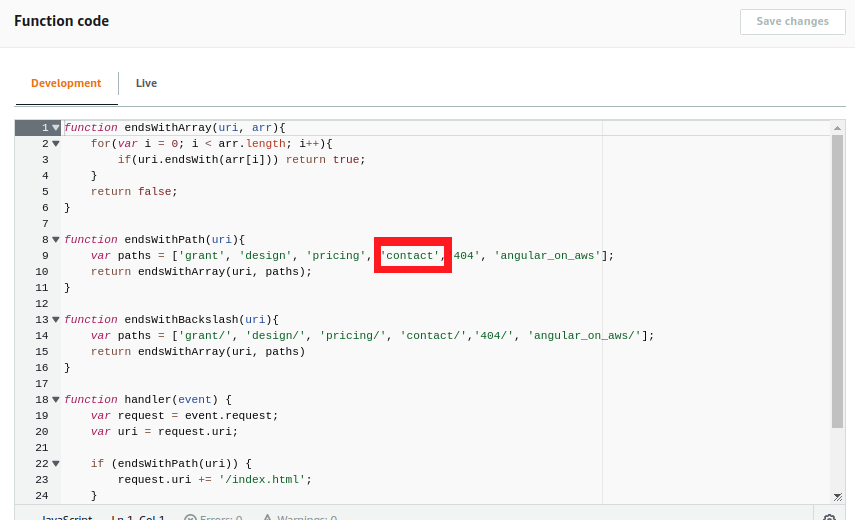 Function code
Save changes
Development
Live
1 function endsWithArray(uri, arr){
2 for(var i = 0; i < arr.length; i++){
3 if(uri.endsWith(arr[i])) return true;
4 }
5 return false;
6 }
7
8 function endsWithPath(uri){
9 var paths = ['grant', 'design', 'pricing', 'contact', 404', 'angular_on_aws'];
10 return endsWithArray(uri, paths);
11 }
12
13 function endsWithBackslash(uri){
14 var paths = ['grant/', 'design/', 'pricing/', 'contact/','404/', 'angular_on_aws/'];
15 return endsWithArray(uri, paths)
16 }
17
18 function handler(event) {
19 var request = event.request;
20 var uri = request.uri;
21
22 if (endsWithPath(uri)) {
23 request.uri += '/index.html';
24 }
JavaScript Ln 1, Col 1 Errors: 0 Warnings: 0